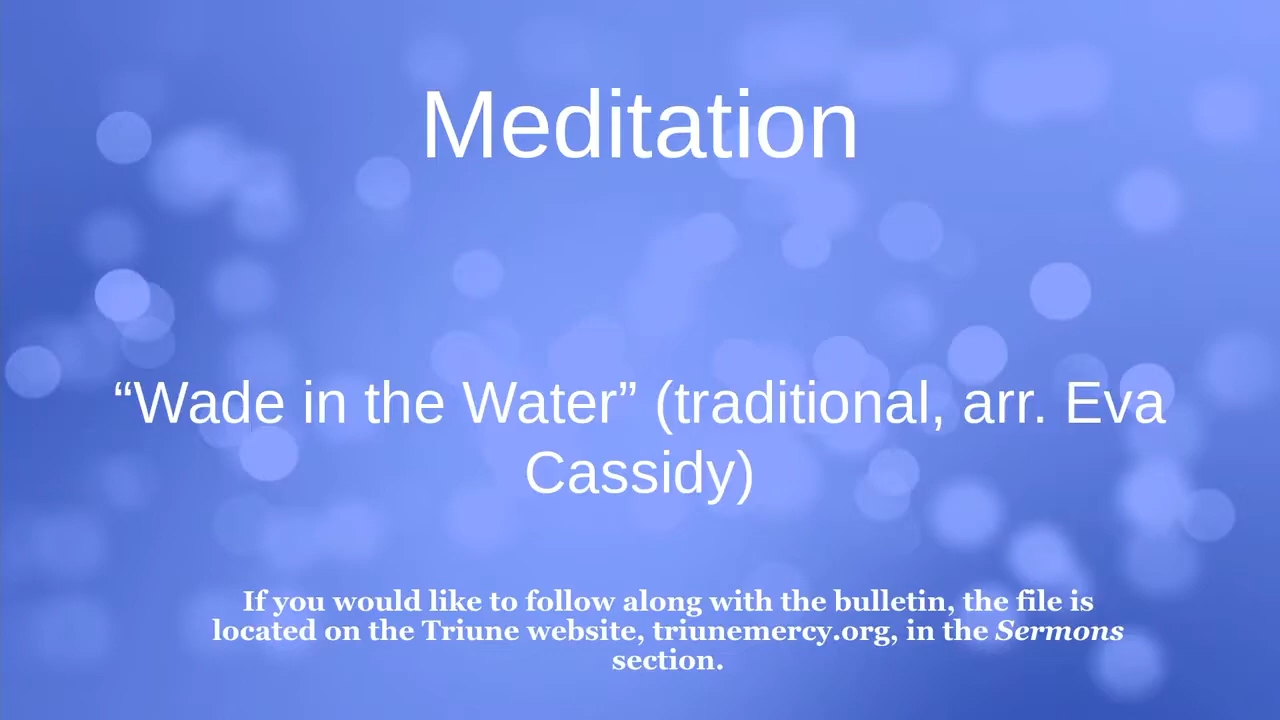 Meditation
“Wade in the Water” (traditional, arr. Eva
Cassidy)
If you would like to follow along with the bulletin, the file is
located on the Triune website, triunemercy.org, in the Sermons
section.